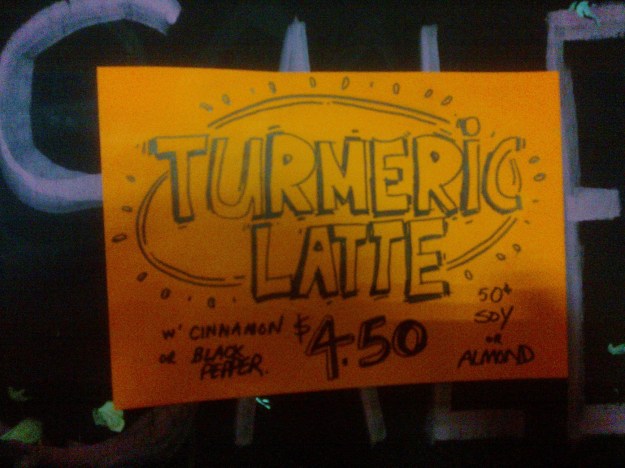 TURMERiC
LATTE
W' CINNAMON
OR BLACK
PEPPER.
$4.50
50¢
SOY
OR
ALMOND